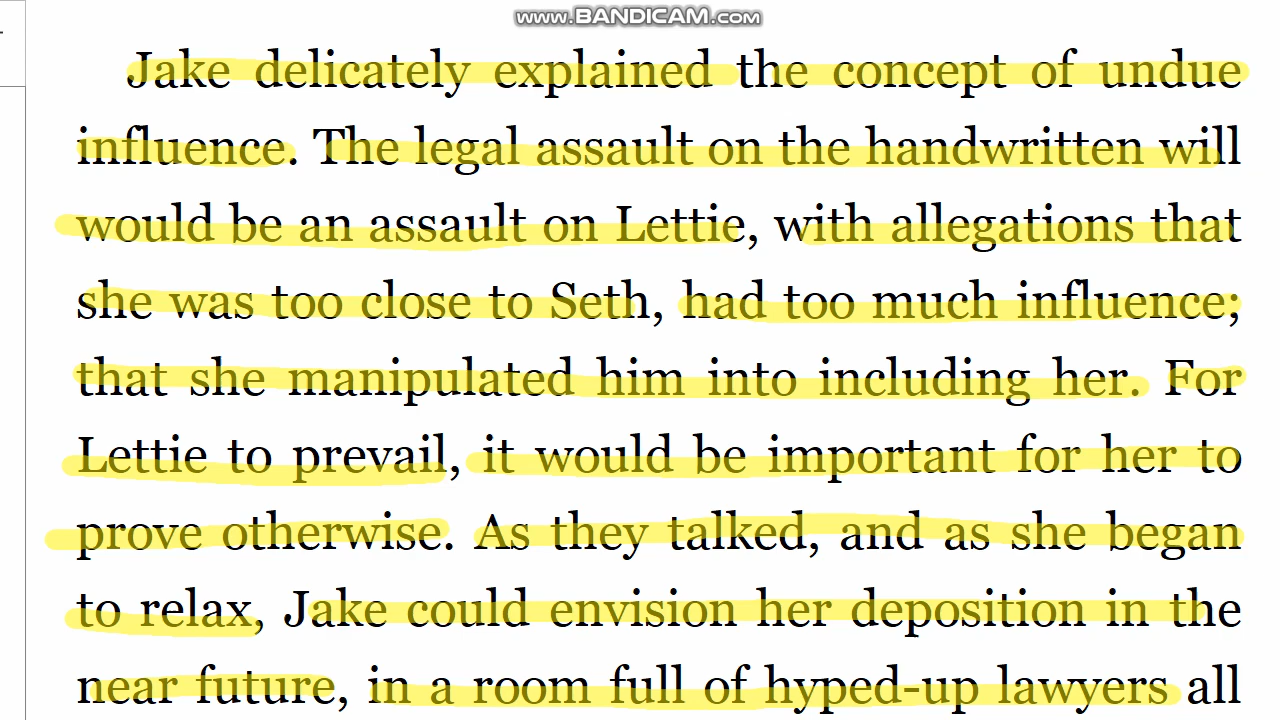 www.BANDICAM.com
Jake delicately explained the concept of undue
influence. The legal assault on the handwritten will
would be an assault on Lettie, with allegations that
she was too close to Seth, had too much influence;
that she manipulated him into including her. For
Lettie to prevail, it would be important for her to
prove otherwise. As they talked, and as she began
to relax, Jake could envision her deposition in the
near future, in a room full of hyped-up lawyers all